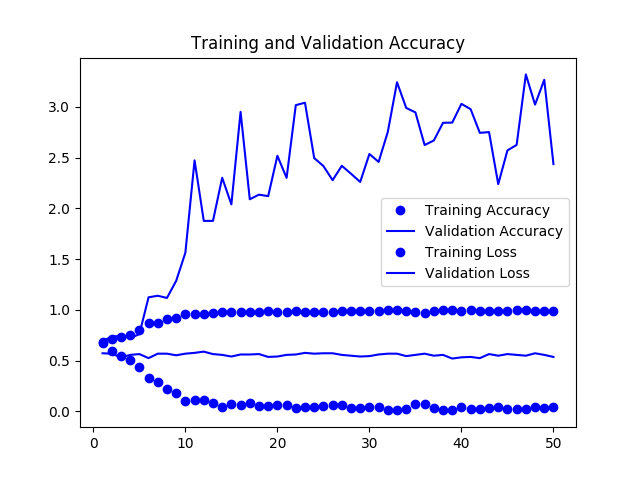 Training and Validation Accuracy
3.0
2.5
2.0
1.5
1.0
0.5
0.0
Training Accuracy
Validation Accuracy
Training Loss
Validation Loss
0 10 20 30 40 50